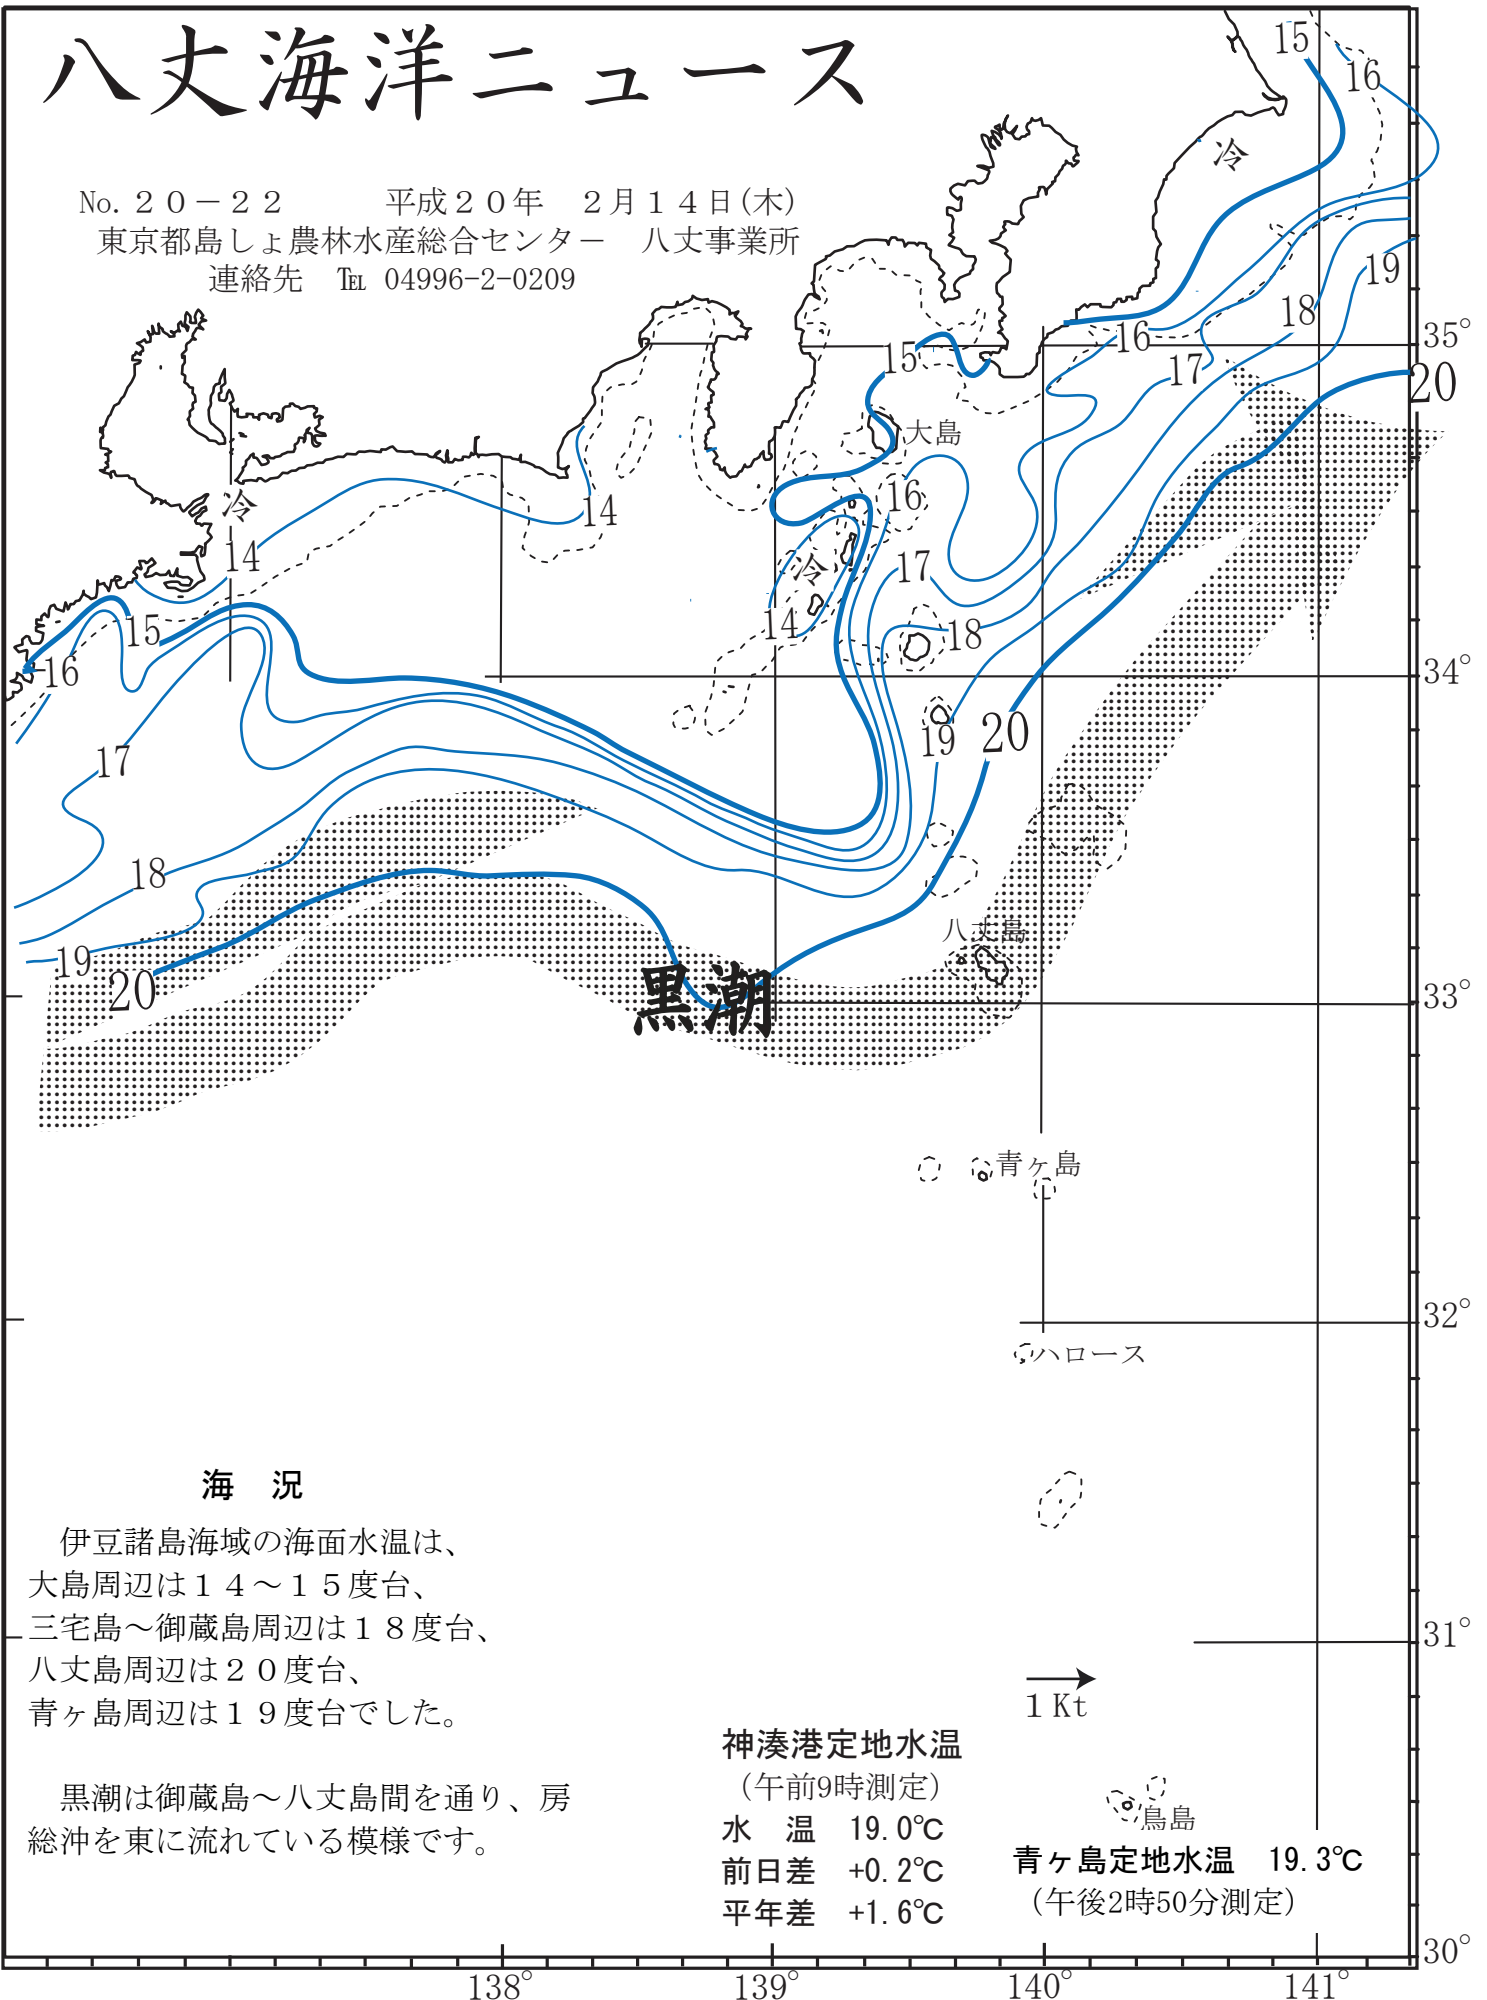 八丈海洋ニュース
No.２０－２２　　平成２０年　２月１４日(木)
東京都島しょ農林水産総合センター　八丈事業所
連絡先　℡ 04996-2-0209
15
16
冷
19
18
35°
16
15
17
20
大島
冷
14
14
16
冷
17
14
15
18
16
34°
20
19
17
18
八丈島
19
20
黒潮
33°
青ヶ島
32°
ハロース
海　況
伊豆諸島海域の海面水温は、
大島周辺は１４～１５度台、
三宅島～御蔵島周辺は１８度台、
八丈島周辺は２０度台、
青ヶ島周辺は１９度台でした。
黒潮は御蔵島～八丈島間を通り、房
総沖を東に流れている模様です。
31°
1 Kt
神湊港定地水温
（午前9時測定）
水　温　19.0℃
前日差　+0.2℃
平年差　+1.6℃
鳥島
青ヶ島定地水温　19.3℃
（午後2時50分測定）
30°
138°
139°
140°
141°